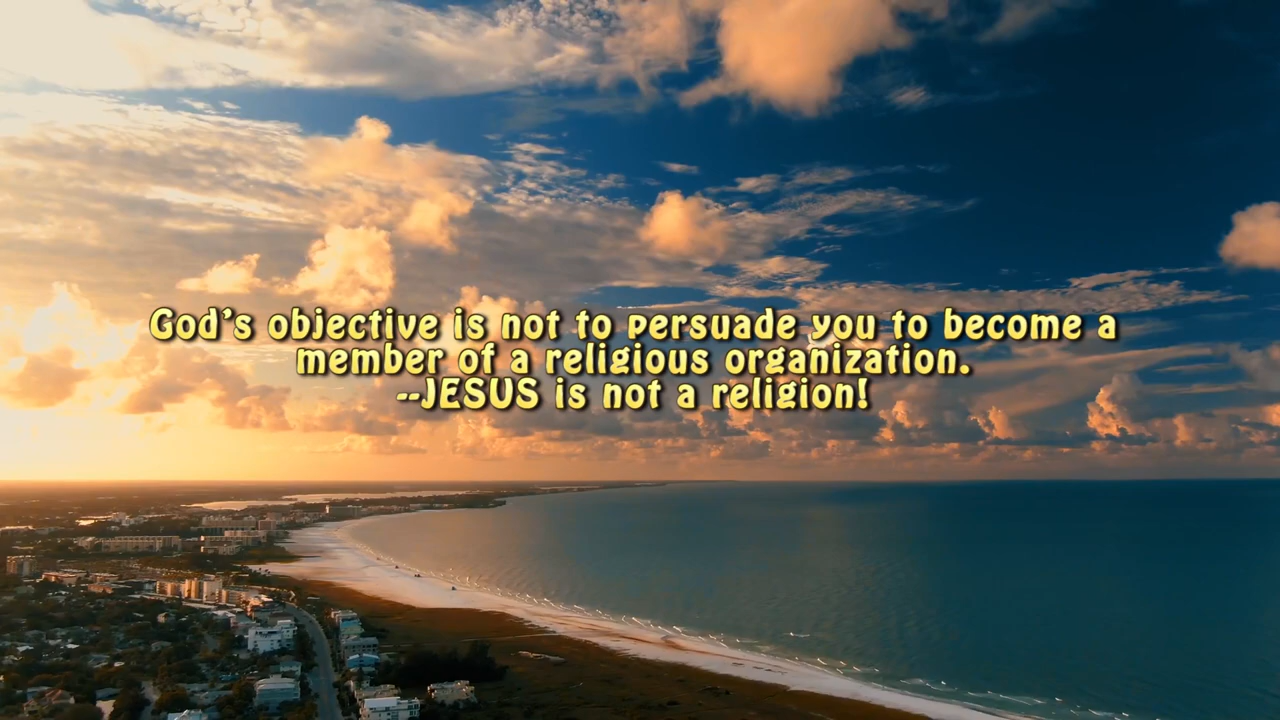 God's objective is not to persuade you to become a
member of a religious organization.
--JESUS is not a religion!